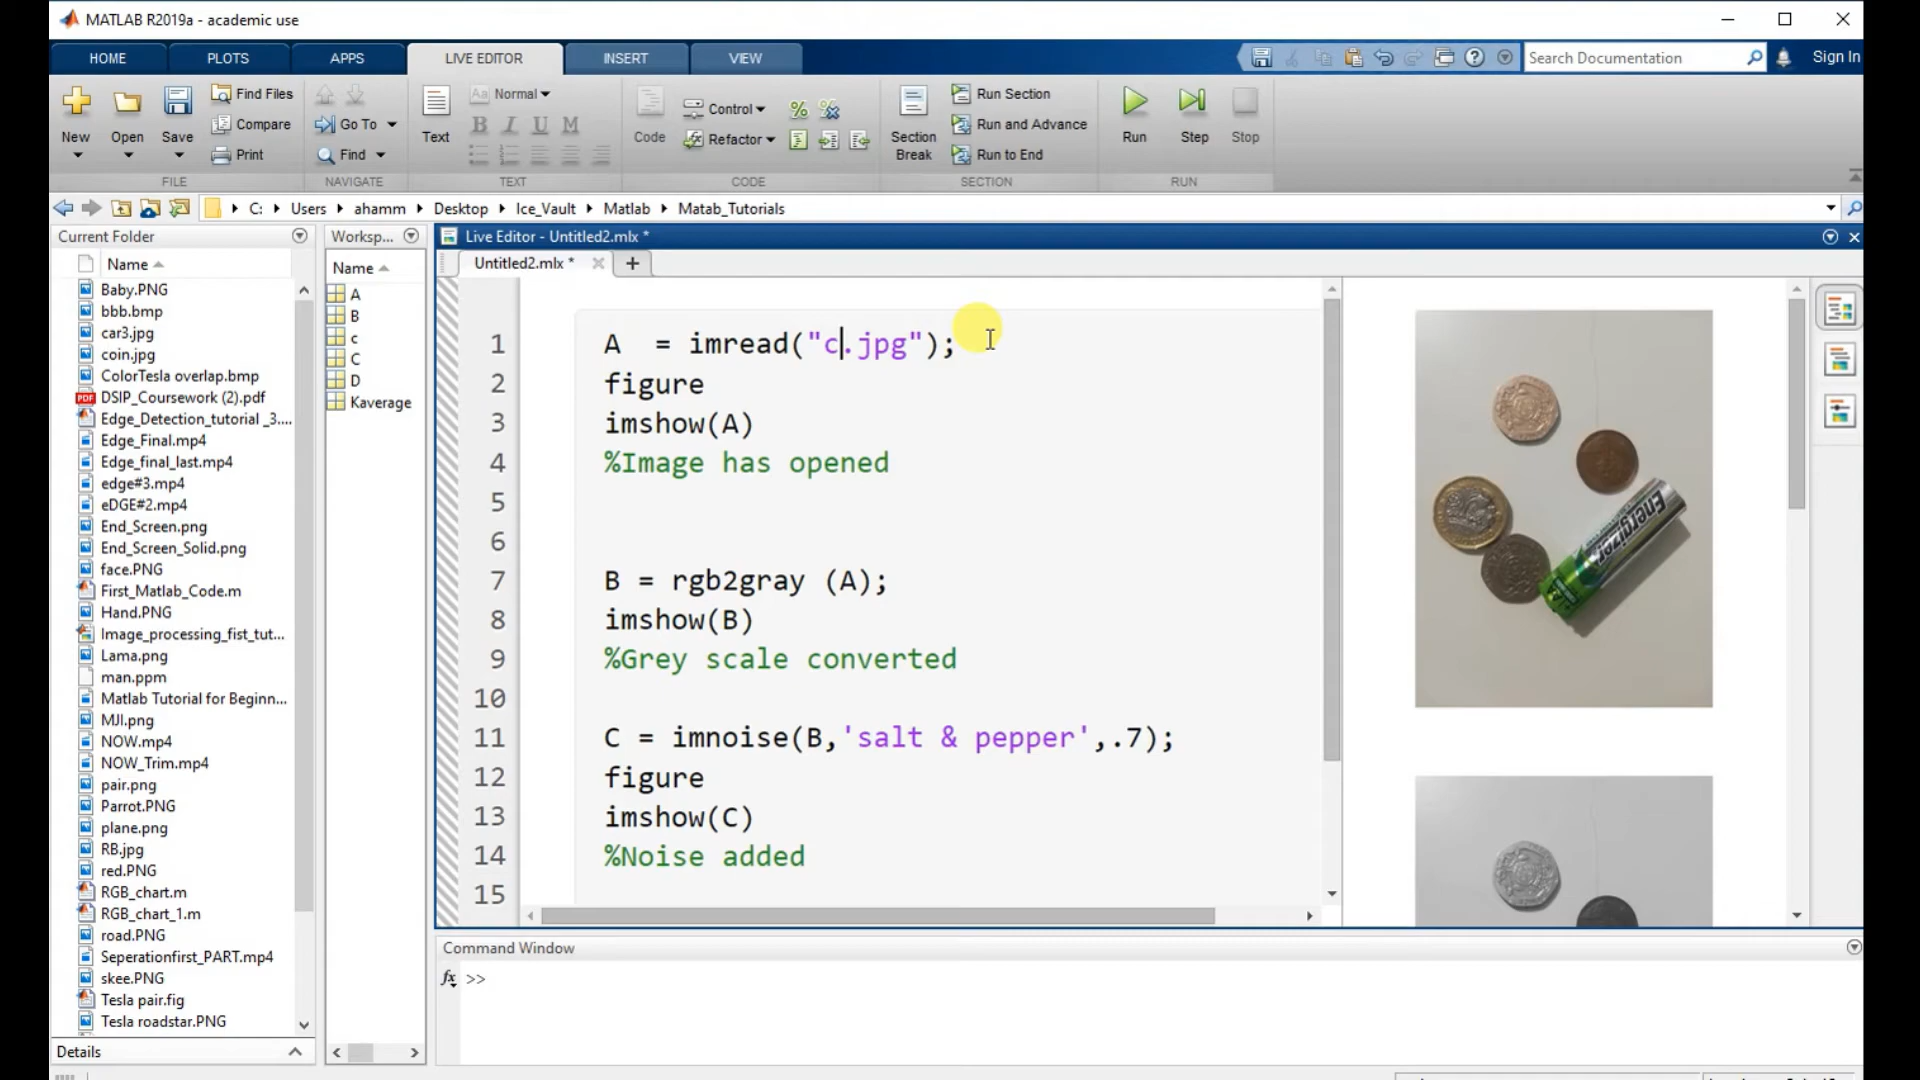 MATLAB R2019a - academic use
HOME PLOTS APPS LIVE EDITOR INSERT VIEW
Search Documentation
Sign In
New Open Save
Find Files
Compare
Print
FILE
Go To
Find
NAVIGATE
Text
Aa Normal
B I U M
TEXT
Code
Control
Refactor
CODE
Section Break
Run Section
Run and Advance
Run to End
SECTION
Run Step Stop
RUN
C: Users ahamm Desktop Ice_Vault Matlab Matab_Tutorials
Current Folder
Name
Baby.PNG
bbb.bmp
car3.jpg
coin.jpg
ColorTesla overlap.bmp
DSIP_Coursework (2).pdf
Edge_Detection_tutorial _3....
Edge_Final.mp4
Edge_final_last.mp4
edge#3.mp4
eDGE#2.mp4
End_Screen.png
End_Screen_Solid.png
face.PNG
First_Matlab_Code.m
Hand.PNG
Image_processing_fist_tut...
Lama.png
man.ppm
Matlab Tutorial for Beginn...
MJI.png
NOW.mp4
NOW_Trim.mp4
pair.png
Parrot.PNG
plane.png
RB.jpg
red.PNG
RGB_chart.m
RGB_chart_1.m
road.PNG
Seperationfirst_PART.mp4
skee.PNG
Tesla pair.fig
Tesla roadstar.PNG
Details
Worksp...
Name
A
B
c
C
D
Kaverage
Live Editor - Untitled2.mlx *
Untitled2.mlx *
1 A  = imread("c.jpg");
2 figure
3 imshow(A)
4 %Image has opened
5
6
7 B = rgb2gray (A);
8 imshow(B)
9 %Grey scale converted
10
11 C = imnoise(B,'salt & pepper',.7);
12 figure
13 imshow(C)
14 %Noise added
15
Energizer
Command Window
fx >>